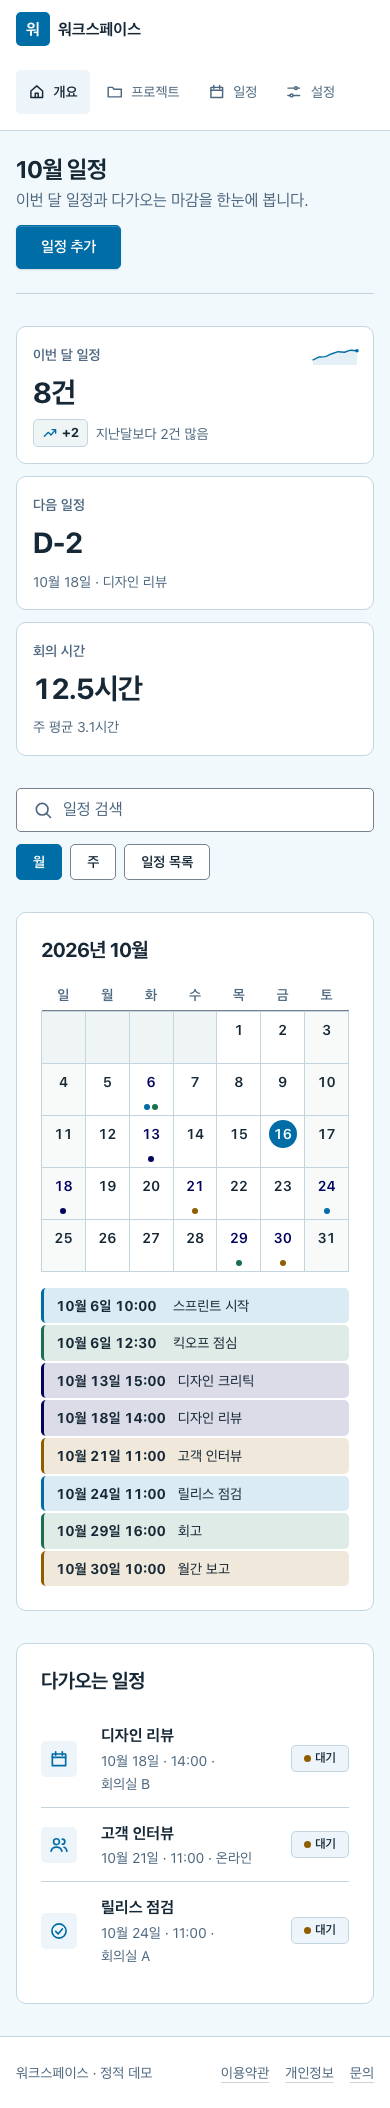 워 워크스페이스
개요 프로젝트 일정 설정
10월 일정
이번 달 일정과 다가오는 마감을 한눈에 봅니다.
일정 추가
이번 달 일정
8건
+2 지난달보다 2건 많음
다음 일정
D-2
10월 18일 · 디자인 리뷰
회의 시간
12.5시간
주 평균 3.1시간
일정 검색
월 주 일정 목록
2026년 10월
일 월 화 수 목 금 토
1 2 3
4 5 6 7 8 9 10
11 12 13 14 15 16 17
18 19 20 21 22 23 24
25 26 27 28 29 30 31
10월 6일 10:00 스프린트 시작
10월 6일 12:30 킥오프 점심
10월 13일 15:00 디자인 크리틱
10월 18일 14:00 디자인 리뷰
10월 21일 11:00 고객 인터뷰
10월 24일 11:00 릴리스 점검
10월 29일 16:00 회고
10월 30일 10:00 월간 보고
다가오는 일정
디자인 리뷰
10월 18일 · 14:00 ·
회의실 B
대기
고객 인터뷰
10월 21일 · 11:00 · 온라인
대기
릴리스 점검
10월 24일 · 11:00 ·
회의실 A
대기
워크스페이스 · 정적 데모 이용약관 개인정보 문의